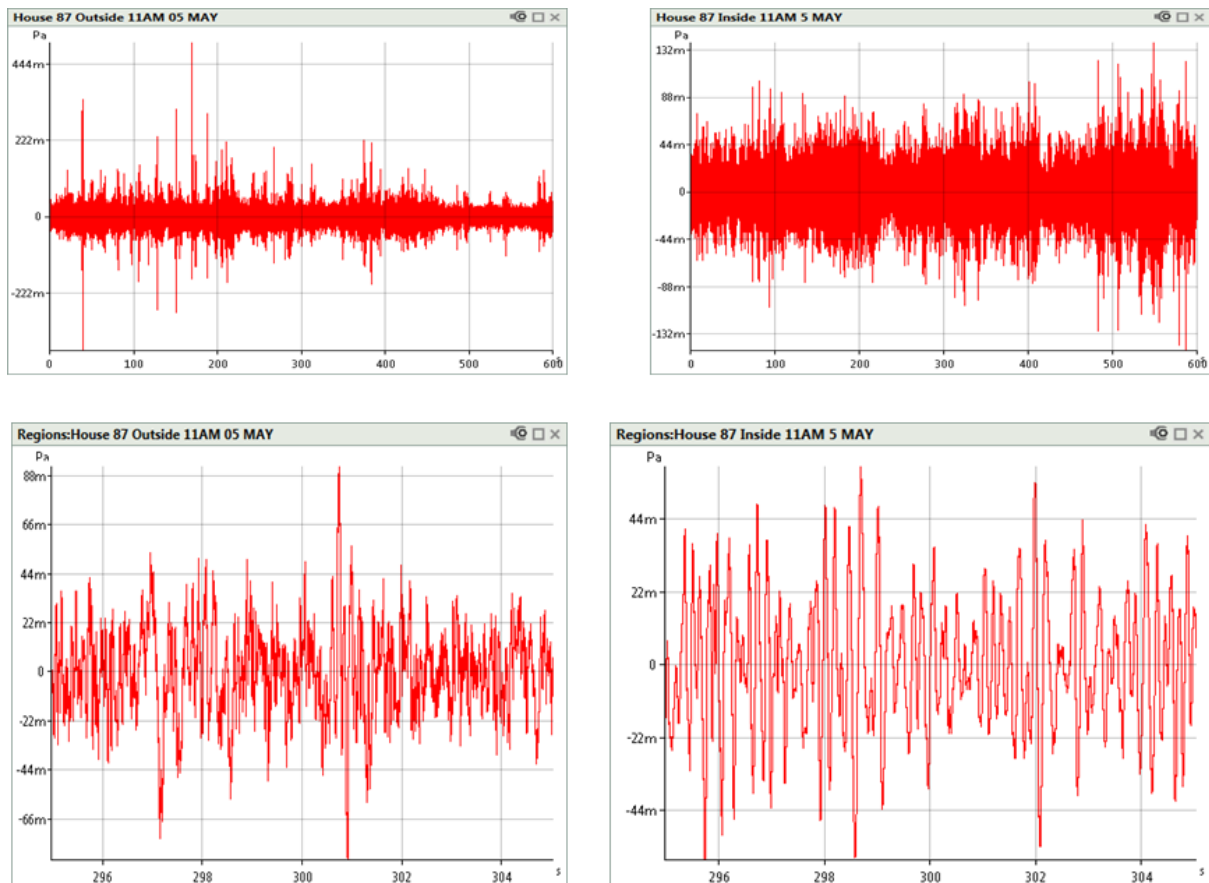 House 87 Outside 11AM 05 MAY
Pa
444m
222m
0
-222m
0 100 200 300 400 500 600
s
House 87 Inside 11AM 5 MAY
Pa
132m
88m
44m
0
-44m
-88m
-132m
0 100 200 300 400 500 600
s
Regions:House 87 Outside 11AM 05 MAY
Pa
88m
66m
44m
22m
0
-22m
-44m
-66m
296 298 300 302 304
s
Regions:House 87 Inside 11AM 5 MAY
Pa
44m
22m
0
-22m
-44m
296 298 300 302 304
s